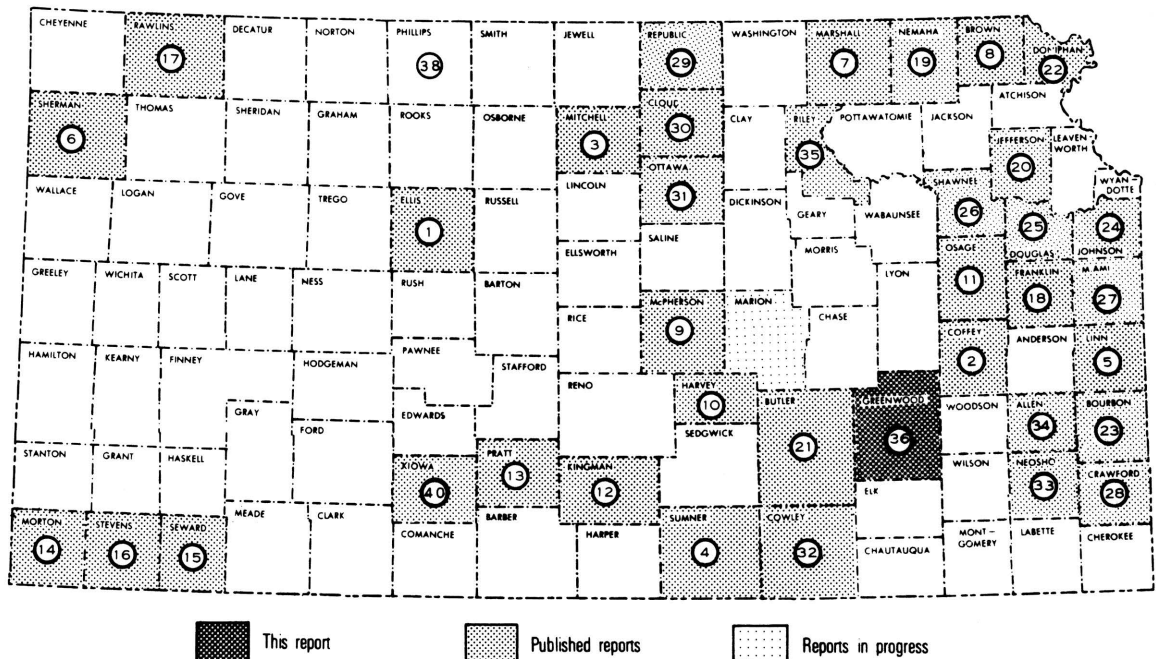 CHEYENNE
RAWLINS
17
DECATUR
NORTON
PHILLIPS
38
SMITH
JEWELL
REPUBLIC
29
WASHINGTON
MARSHALL
7
NEMAHA
19
BROWN
8
DONIPHAN
22
ATCHISON
SHERMAN
6
THOMAS
SHERIDAN
GRAHAM
ROOKS
OSBORNE
MITCHELL
3
CLOUD
30
CLAY
RILEY
35
POTTAWATOMIE
JACKSON
JEFFERSON
20
LEAVEN
WORTH
WYAN
DOTTE
WALLACE
LOGAN
GOVE
TREGO
ELLIS
1
RUSSELL
LINCOLN
OTTAWA
31
DICKINSON
GEARY
WABAUNSEE
SHAWNEE
26
25
DOUGLAS
24
JOHNSON
ELLSWORTH
SALINE
MORRIS
LYON
OSAGE
11
FRANKLIN
18
MIAMI
27
GREELEY
WICHITA
SCOTT
LANE
NESS
RUSH
BARTON
RICE
McPHERSON
9
MARION
CHASE
COFFEY
2
ANDERSON
LINN
5
HAMILTON
KEARNY
FINNEY
HODGEMAN
PAWNEE
STAFFORD
RENO
HARVEY
10
BUTLER
21
GREENWOOD
36
WOODSON
ALLEN
34
BOURBON
23
GRAY
FORD
EDWARDS
SEDGWICK
STANTON
GRANT
HASKELL
KIOWA
40
PRATT
13
KINGMAN
12
ELK
WILSON
NEOSHO
33
CRAWFORD
28
MORTON
14
STEVENS
16
SEWARD
15
MEADE
CLARK
COMANCHE
BARBER
HARPER
SUMNER
4
COWLEY
32
CHAUTAUQUA
MONT-
GOMERY
LABETTE
CHEROKEE
This report
Published reports
Reports in progress